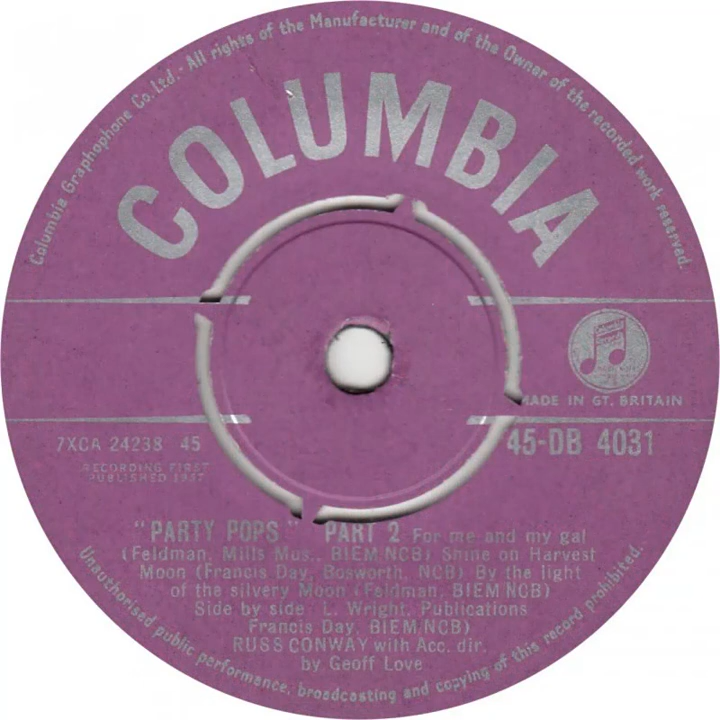 Columbia Graphophone Co. Ltd.- All rights of the Manufacturer and of the Owner of the recorded work reserved.
COLUMBIA
MADE IN GT. BRITAIN
7XCA 24238 45
45-DB 4031
RECORDING FIRST
PUBLISHED 1957
"PARTY POPS" PART 2 For me and my gal
(Feldman, Mills Mus., BIEM.NCB) Shine on Harvest
Moon (Francis Day, Bosworth, NCB) By the light
of the silvery Moon (Feldman, BIEM.NCB)
Side by side L. Wright, Publications
Francis Day, BIEM.NCB)
RUSS CONWAY with Acc. dir.
by Geoff Love
Unauthorised public performance, broadcasting and copying of this record prohibited.